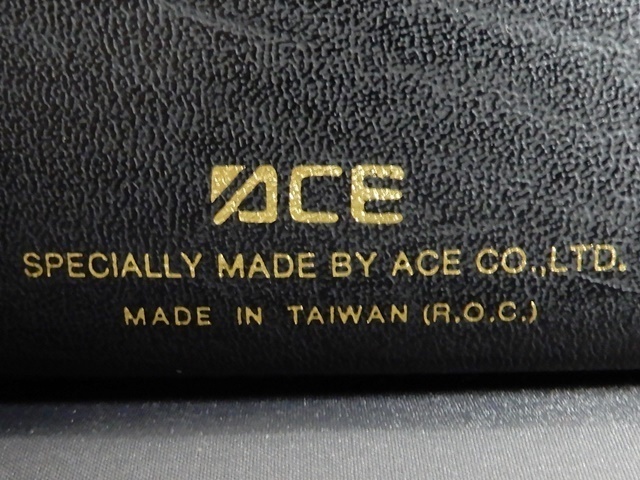 ACE
SPECIALLY MADE BY ACE CO.,LTD.
MADE IN TAIWAN (R.O.C.)